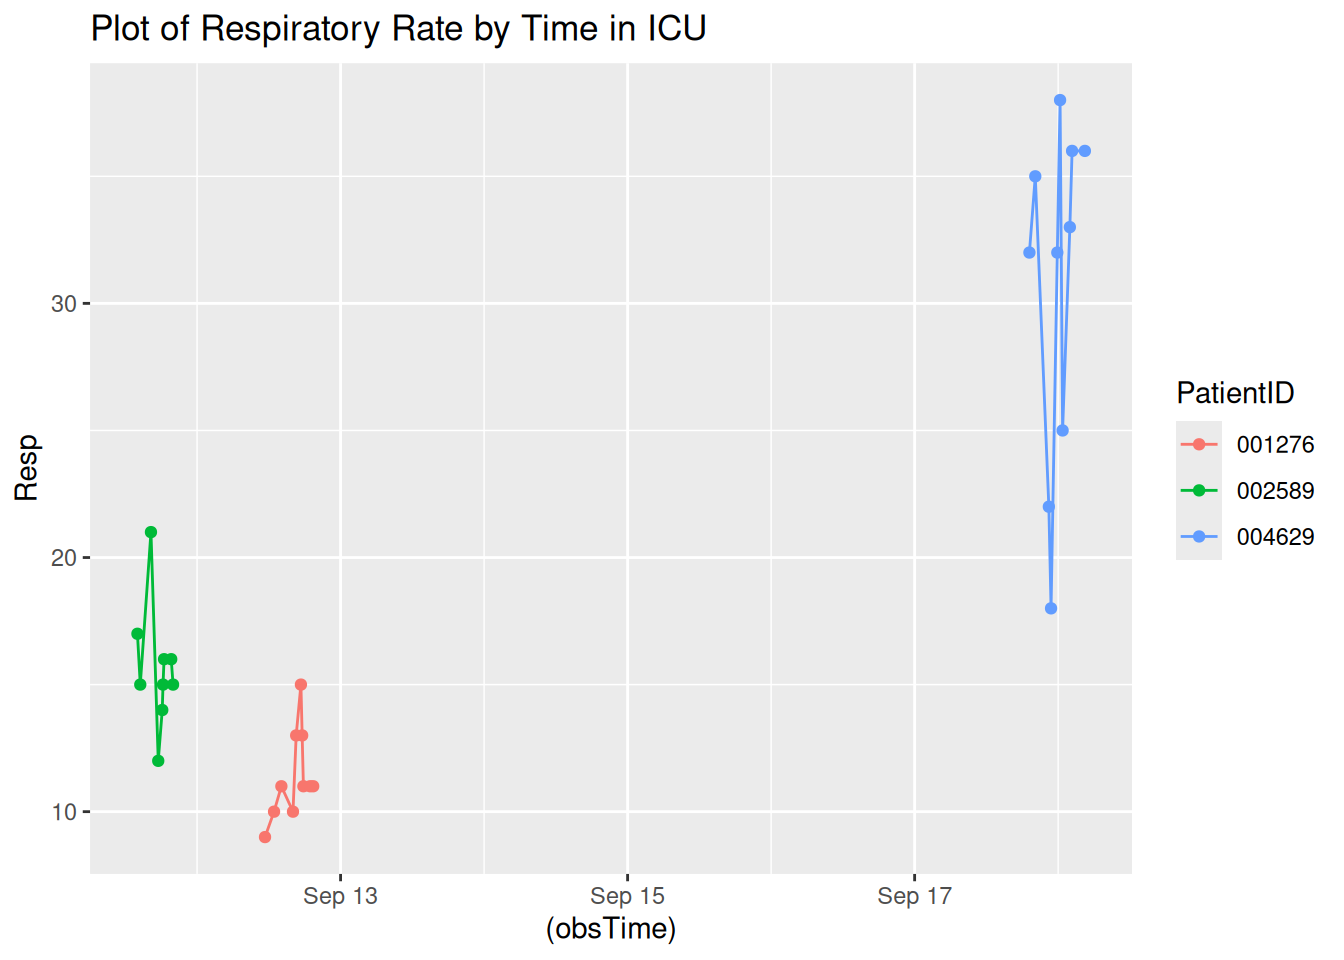 Plot of Respiratory Rate by Time in ICU
Resp
30
20
10
Sep 13
Sep 15
Sep 17
(obsTime)
PatientID
001276
002589
004629